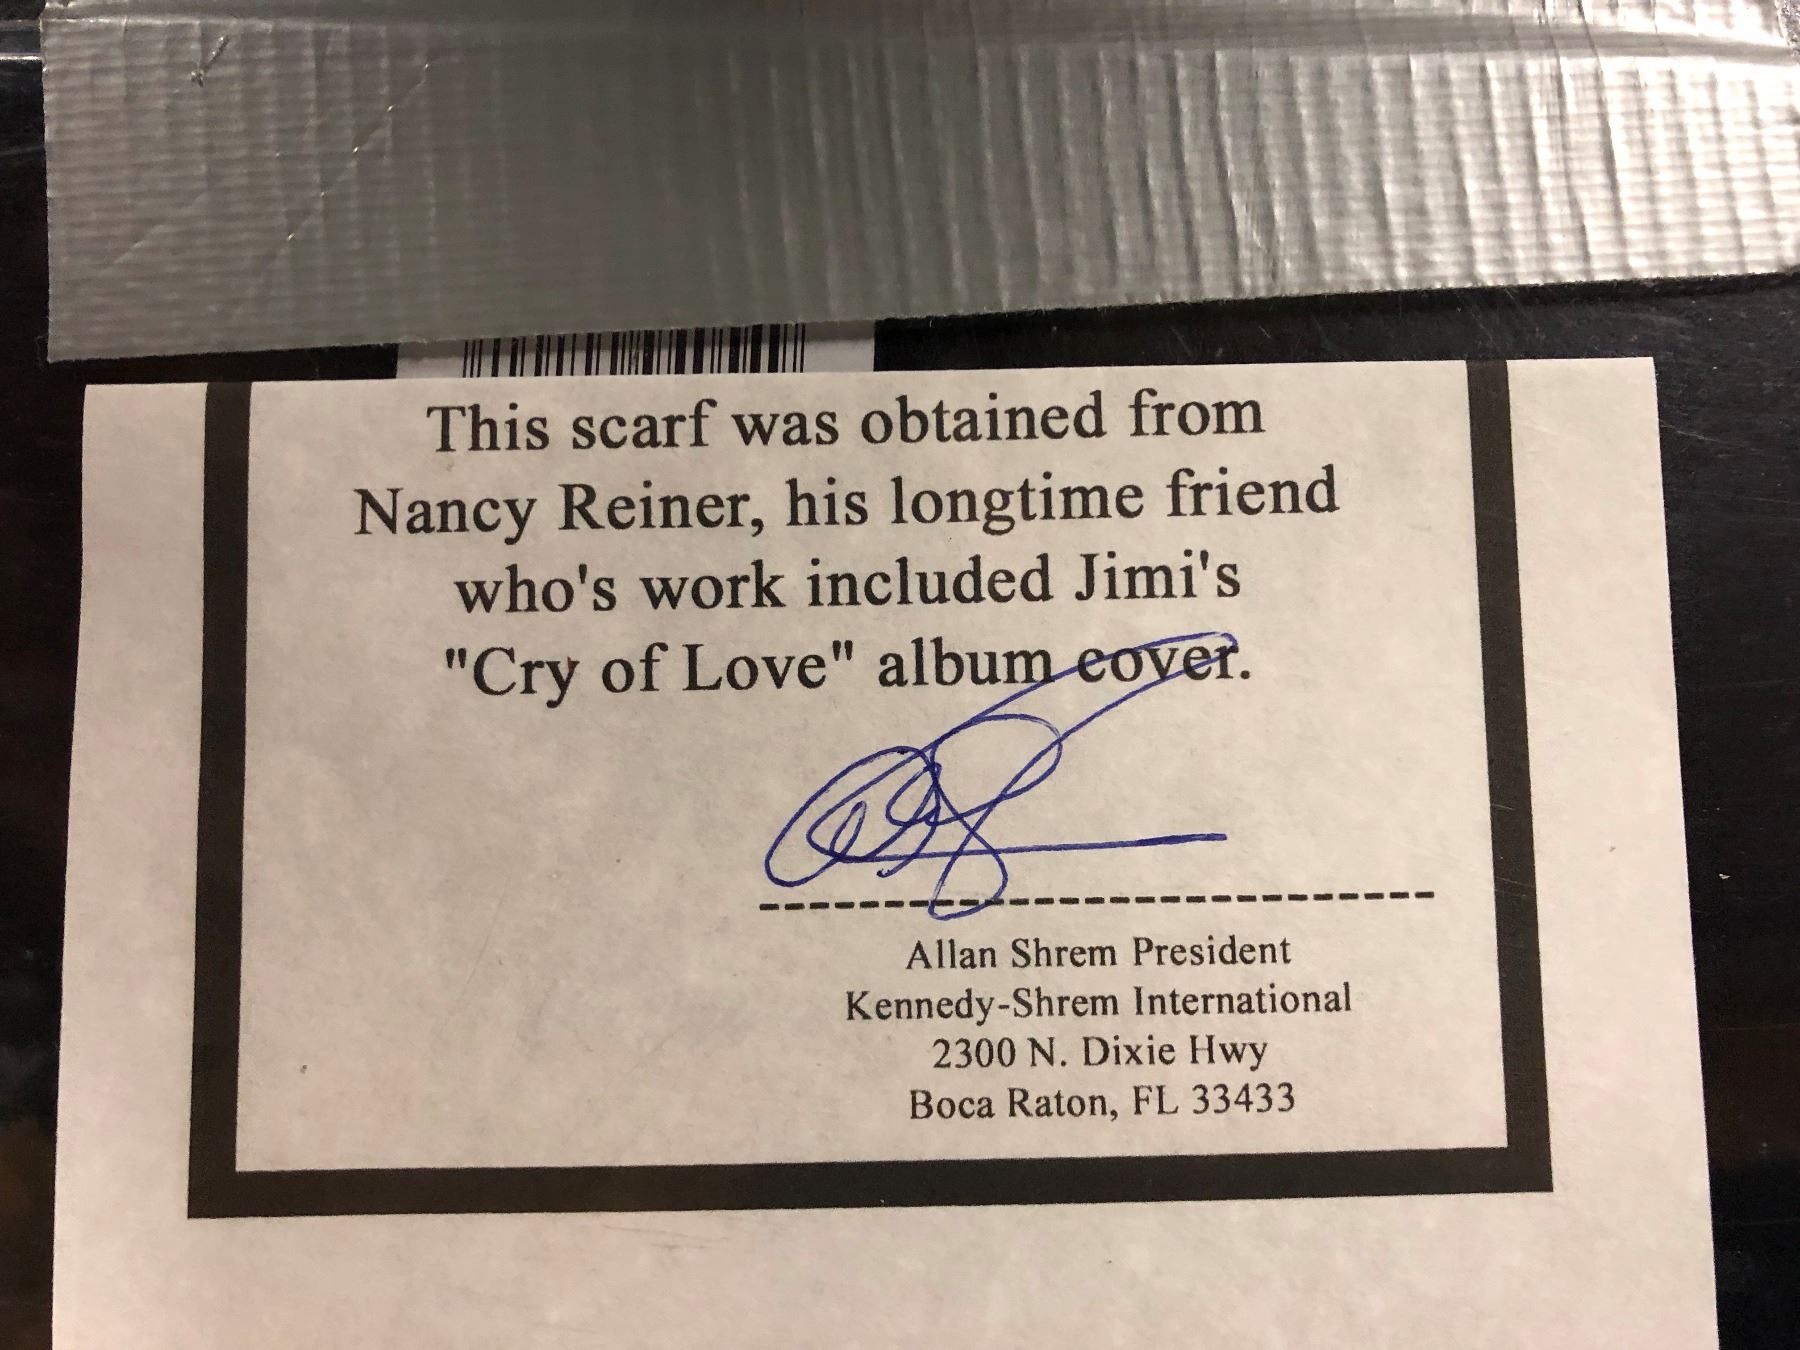 This scarf was obtained from
Nancy Reiner, his longtime friend
who's work included Jimi's
"Cry of Love" album cover.
Allan Shrem President
Kennedy-Shrem International
2300 N. Dixie Hwy
Boca Raton, FL 33433